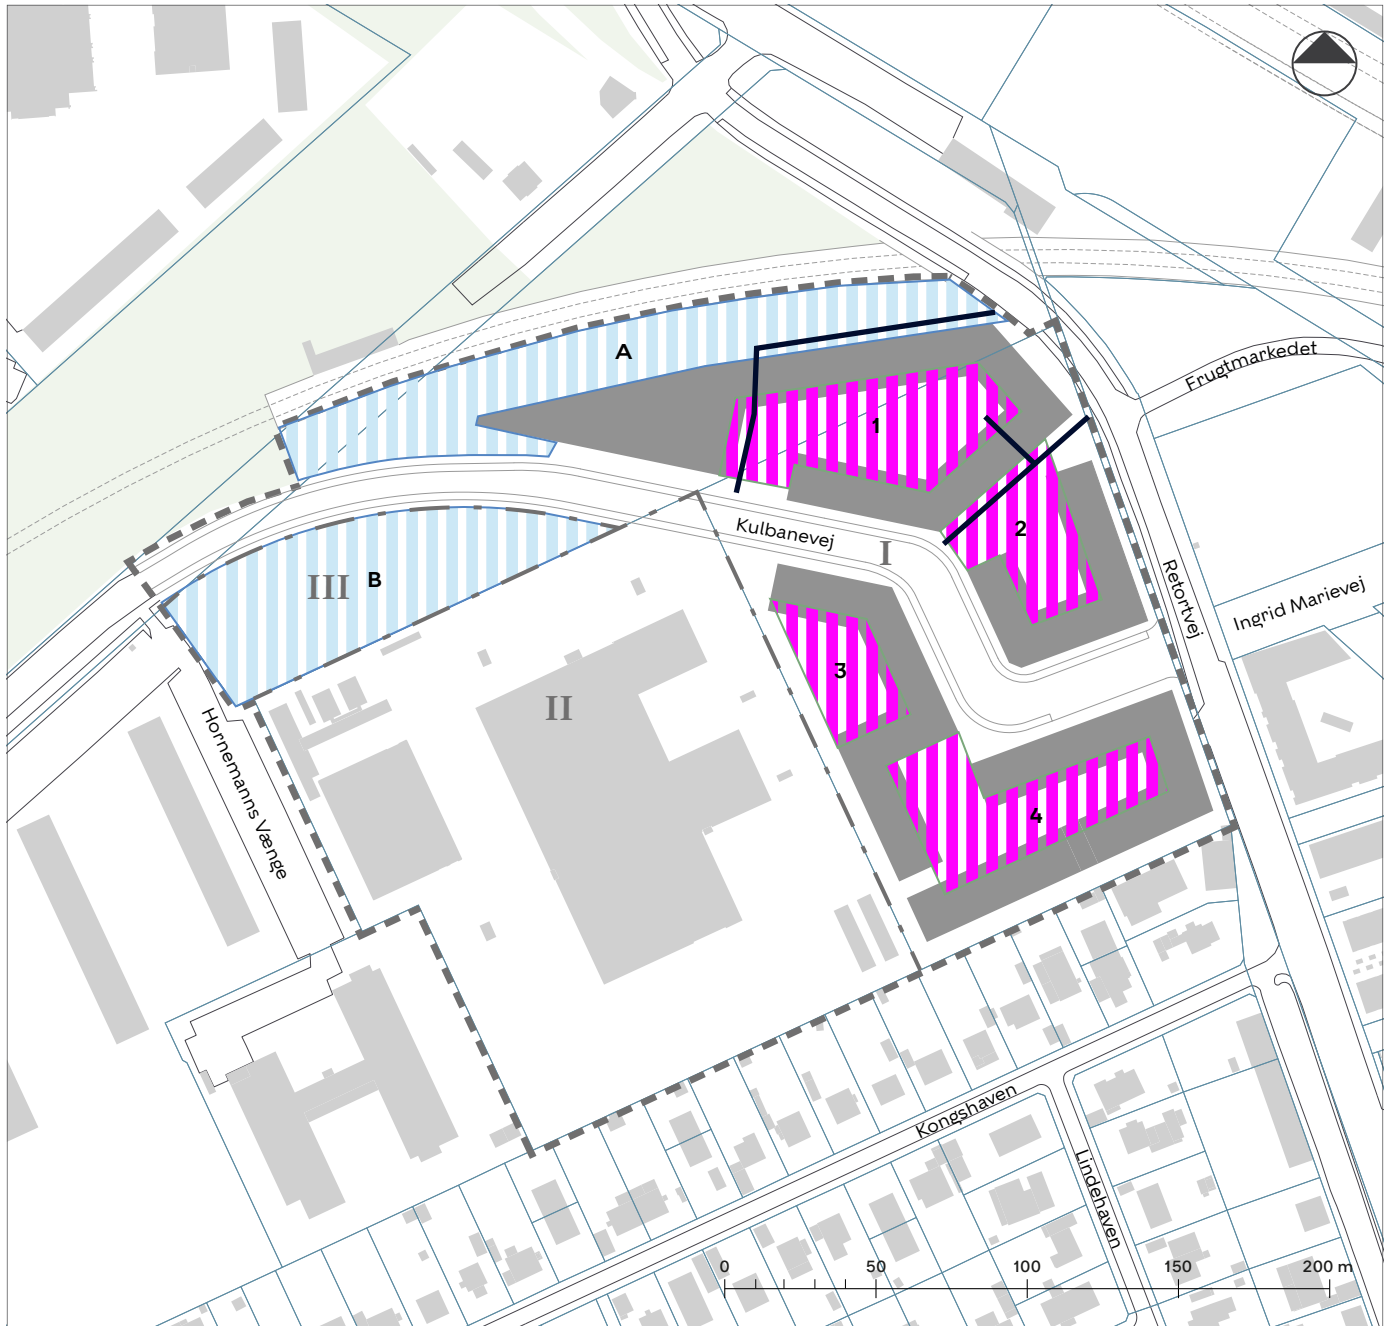 A
Frugtmarkedet
1
2
Kulbanevej
I
III
B
Retortvej
Ingrid Marievej
3
II
Hornemanns Vænge
4
Kongshaven
Lindehaven
0 50 100 150 200 m